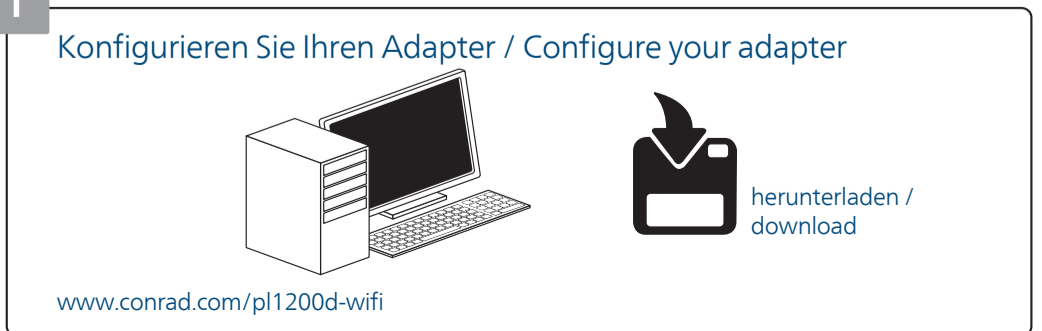 Konfigurieren Sie Ihren Adapter / Configure your adapter
herunterladen /
download
www.conrad.com/pl1200d-wifi